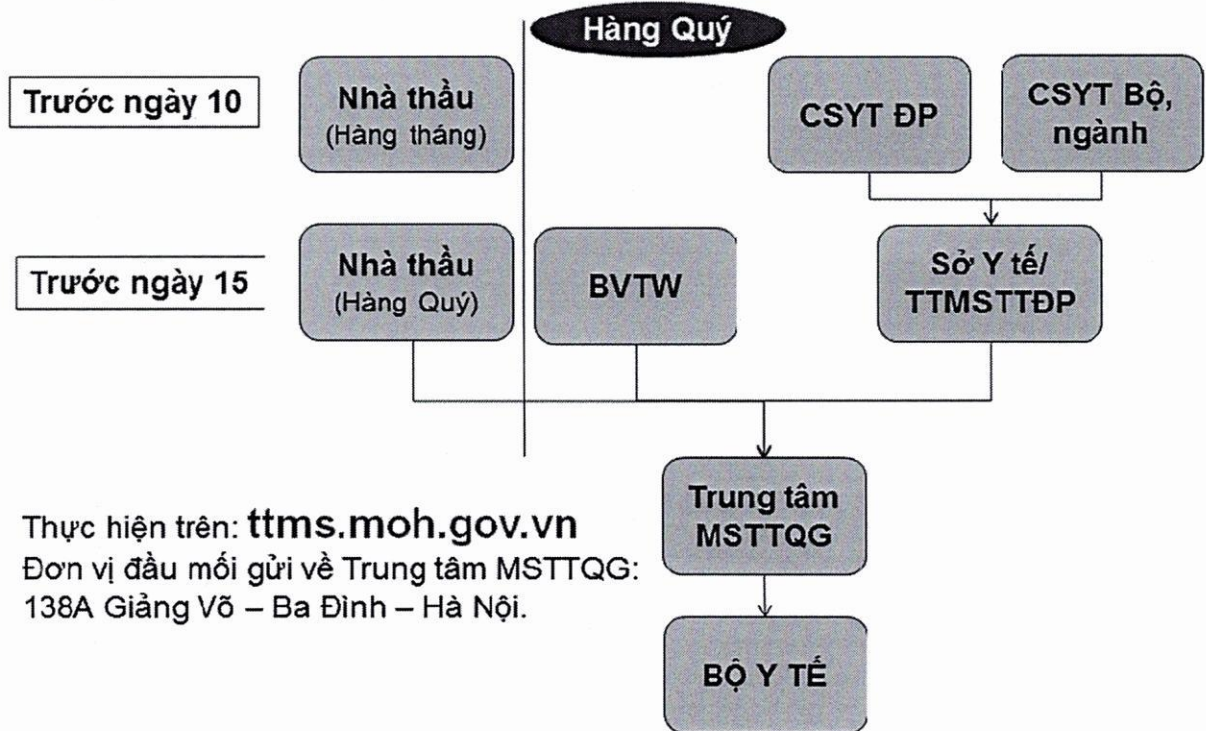 Hàng Quý
Trước ngày 10
Nhà thầu
(Hàng tháng)
CSYT ĐP
CSYT Bộ,
ngành
Trước ngày 15
Nhà thầu
(Hàng Quý)
BVTW
Sở Y tế/
TTMSTTĐP
Trung tâm
MSTTQG
Thực hiện trên: ttms.moh.gov.vn
Đơn vị đầu mối gửi về Trung tâm MSTTQG:
138A Giảng Võ – Ba Đình – Hà Nội.
BỘ Y TẾ